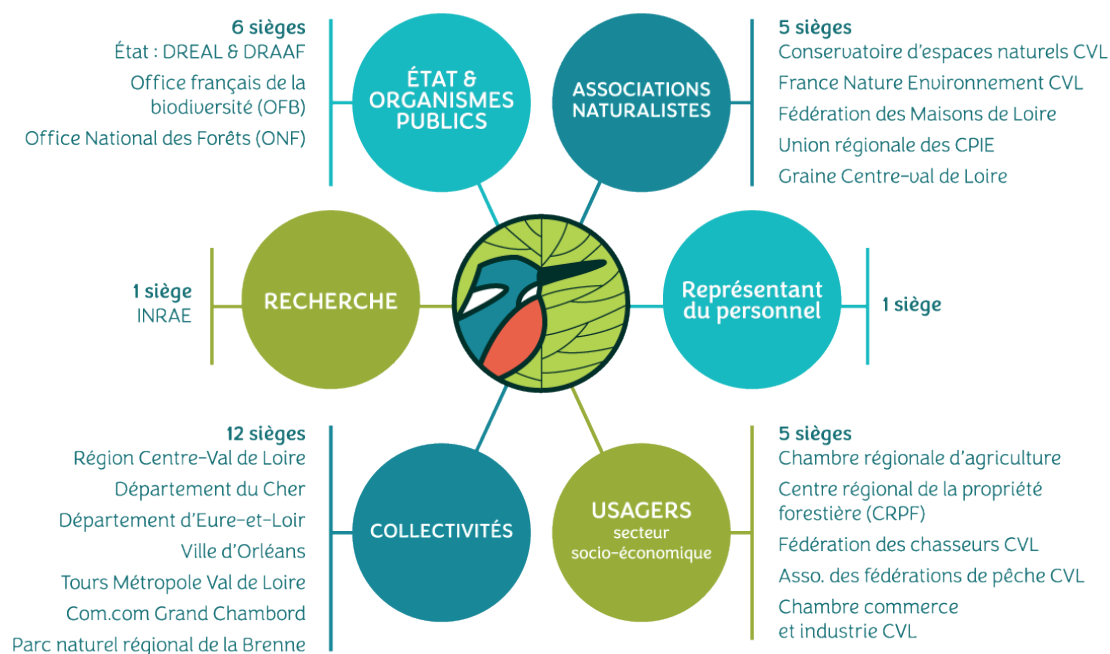 6 sièges
État : DREAL & DRAAF
Office français de la
biodiversité (OFB)
Office National des Forêts (ONF)
ÉTAT &
ORGANISMES
PUBLICS
ASSOCIATIONS
NATURALISTES
5 sièges
Conservatoire d'espaces naturels CVL
France Nature Environnement CVL
Fédération des Maisons de Loire
Union régionale des CPIE
Graine Centre-val de Loire
1 siège
INRAE
RECHERCHE
Représentant
du personnel
1 siège
12 sièges
Région Centre-Val de Loire
Département du Cher
Département d'Eure-et-Loir
Ville d'Orléans
Tours Métropole Val de Loire
Com.com Grand Chambord
Parc naturel régional de la Brenne
COLLECTIVITÉS
USAGERS
secteur
socio-économique
5 sièges
Chambre régionale d'agriculture
Centre régional de la propriété
forestière (CRPF)
Fédération des chasseurs CVL
Asso. des fédérations de pêche CVL
Chambre commerce
et industrie CVL